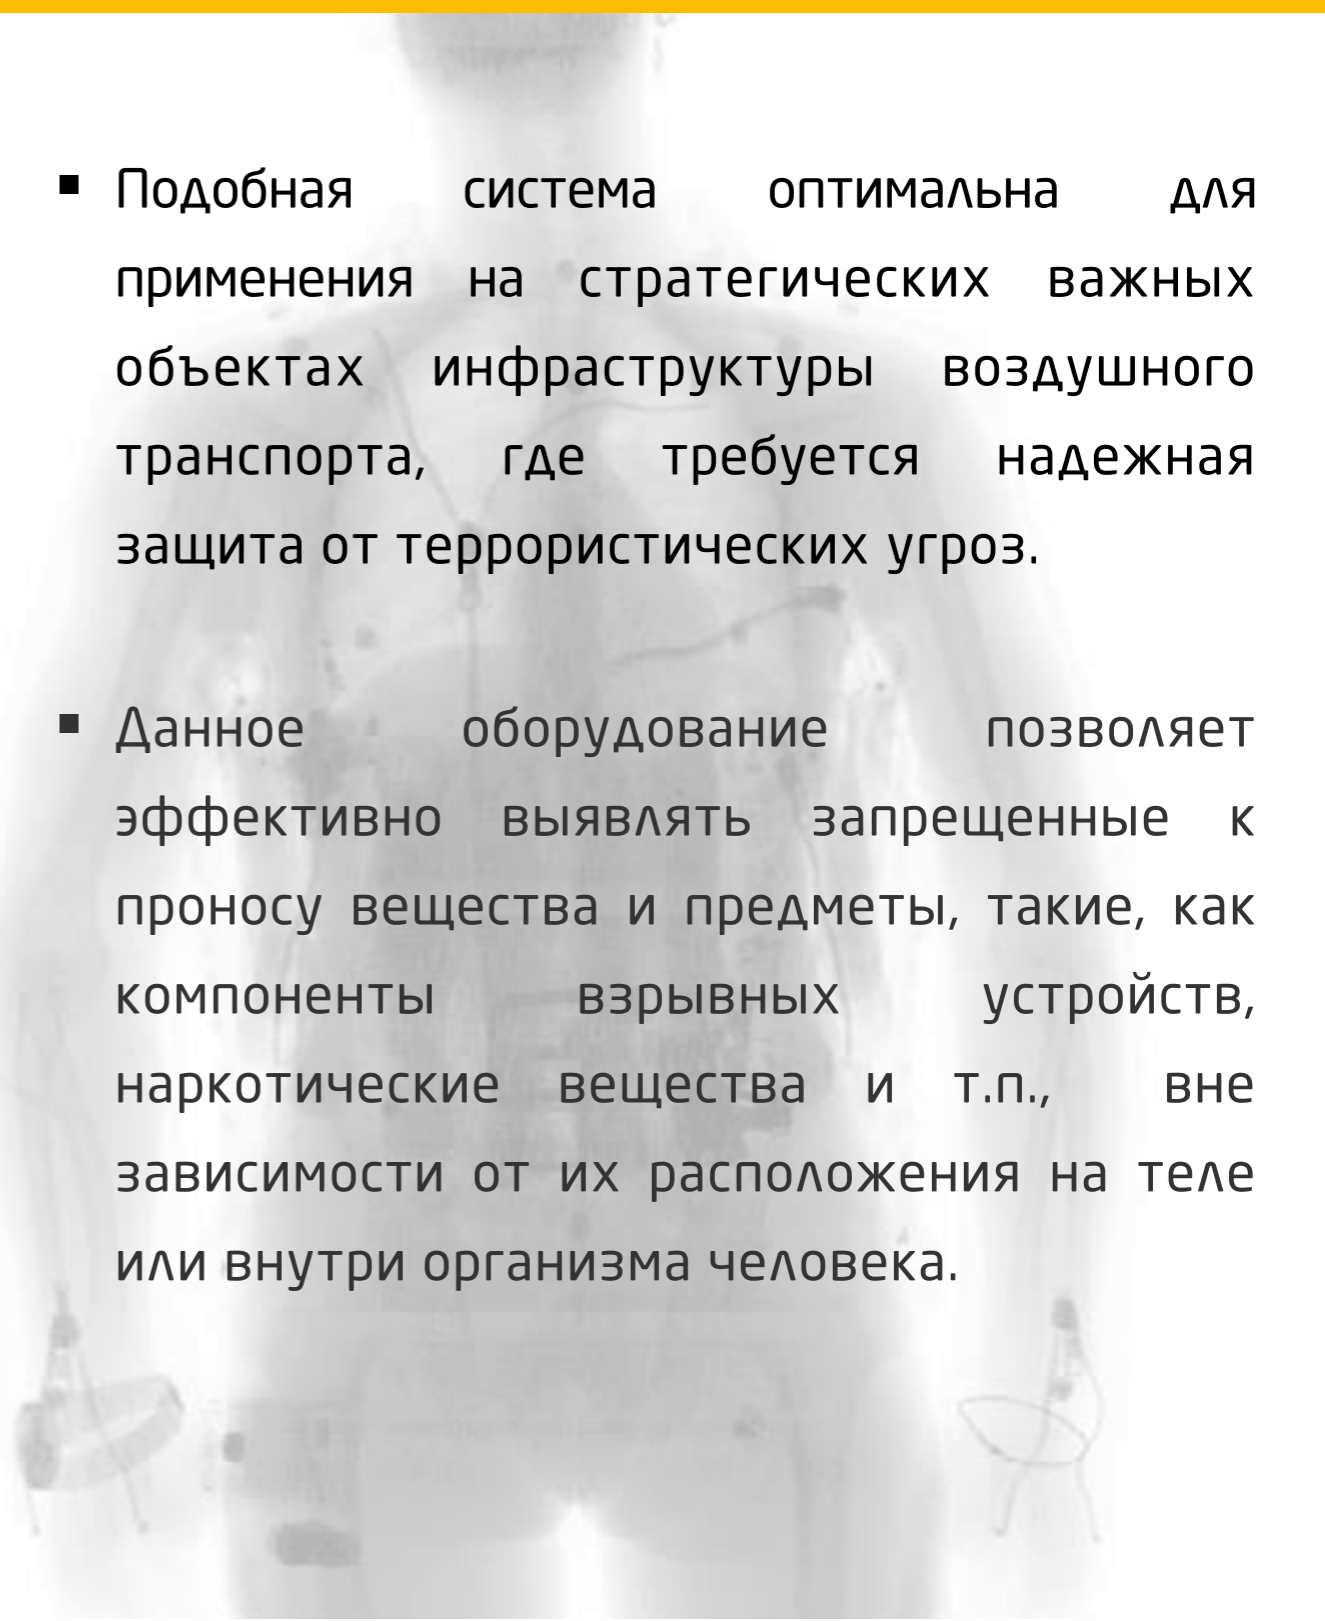 ▪ Подобная система оптимальна для
применения на стратегических важных
объектах инфраструктуры воздушного
транспорта, где требуется надежная
защита от террористических угроз.
▪ Данное оборудование позволяет
эффективно выявлять запрещенные к
проносу вещества и предметы, такие, как
компоненты взрывных устройств,
наркотические вещества и т.п., вне
зависимости от их расположения на теле
или внутри организма человека.